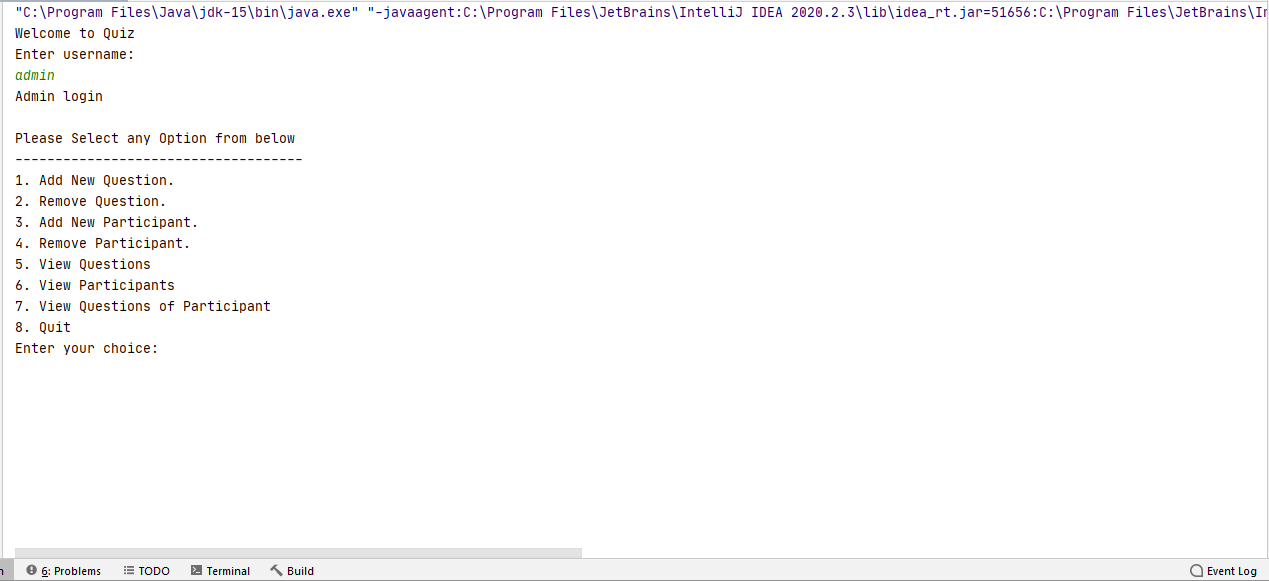 "C:\Program Files\Java\jdk-15\bin\java.exe" "-javaagent:C:\Program Files\JetBrains\IntelliJ IDEA 2020.2.3\lib\idea_rt.jar=51656:C:\Program Files\JetBrains\In
Welcome to Quiz
Enter username:
admin
Admin login
Please Select any Option from below
------------------------------------
1. Add New Question.
2. Remove Question.
3. Add New Participant.
4. Remove Participant.
5. View Questions
6. View Participants
7. View Questions of Participant
8. Quit
Enter your choice:
6: Problems TODO Terminal Build Event Log